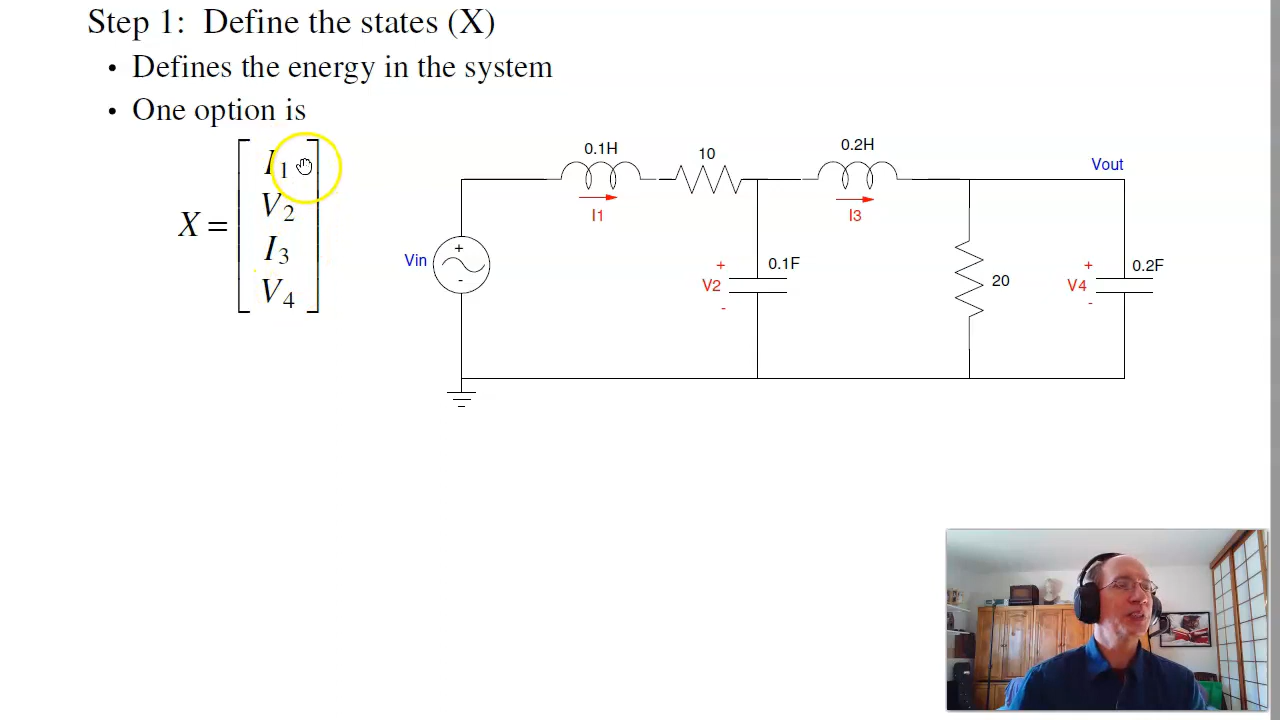 Step 1: Define the states (X)
• Defines the energy in the system
• One option is
X = [ I1
V2
I3
V4 ]
0.1H
10
0.2H
Vout
I1
I3
Vin
+
-
+
V2
-
0.1F
20
+
V4
-
0.2F